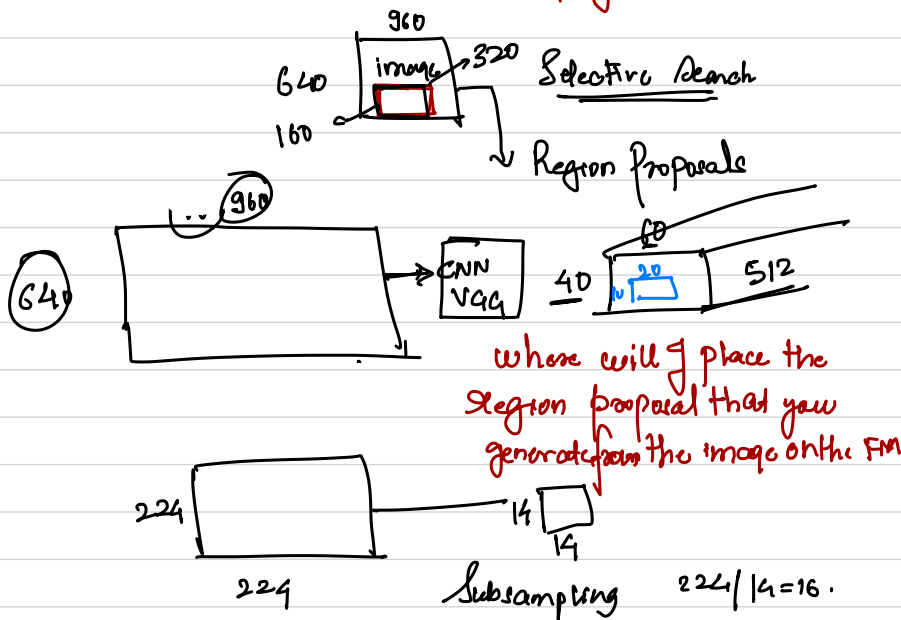 960
640
image
320
Selective Search
160
Region Proposals
... 960
640
CNN
VGG
40
60
20
10
512
where will I place the
Region proposal that you
generate from the image on the FM
224
14
14
224
Subsampling 224/14=16.